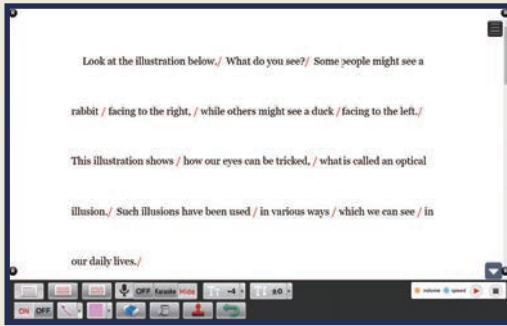 Look at the illustration below./ What do you see?/ Some people might see a
rabbit / facing to the right, / while others might see a duck / facing to the left./
This illustration shows / how our eyes can be tricked, / what is called an optical
illusion./ Such illusions have been used / in various ways / which we can see / in
our daily lives./
OFF Karaoke Hide -4 ±0 volume speed
ON OFF